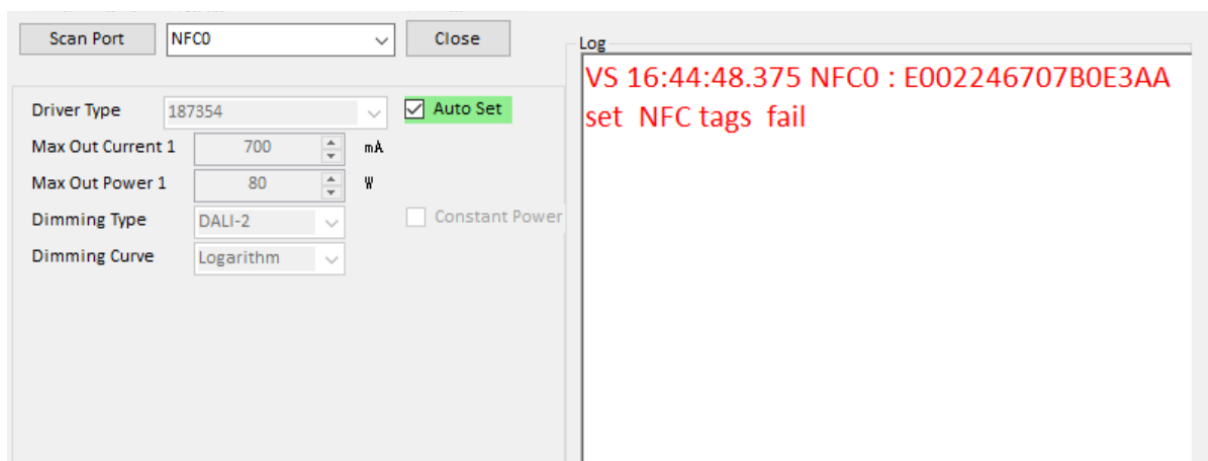 Scan Port
NFC0
Close
Log
VS 16:44:48.375 NFC0 : E002246707B0E3AA
set NFC tags fail
Driver Type
187354
Auto Set
Max Out Current 1
700
mA
Max Out Power 1
80
W
Dimming Type
DALI-2
Constant Power
Dimming Curve
Logarithm